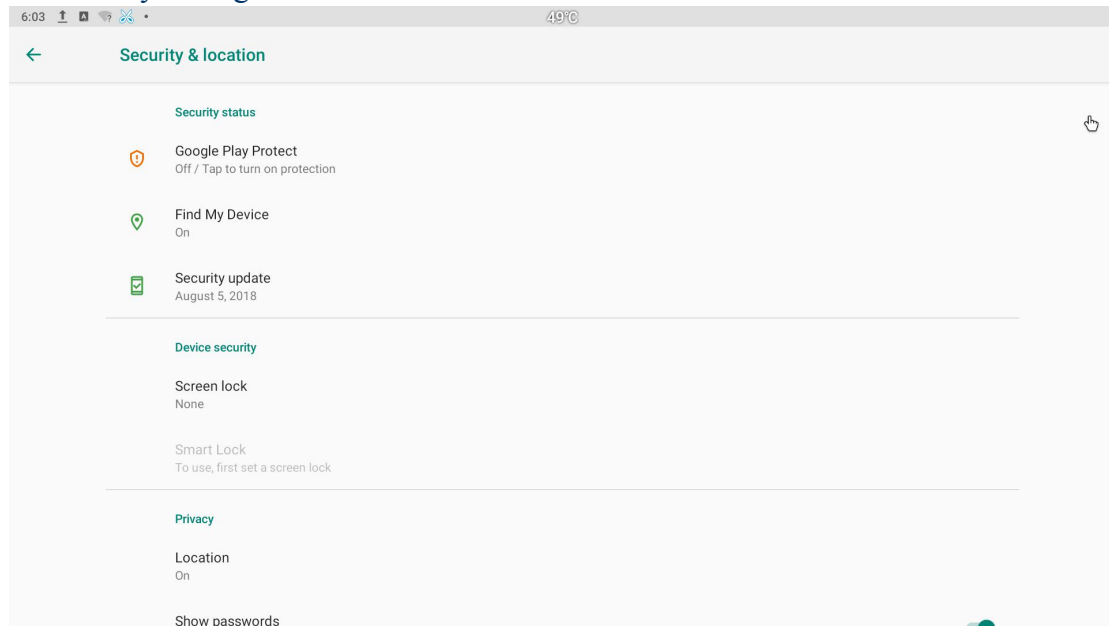 6:03
49°C
Security & location
Security status
Google Play Protect
Off / Tap to turn on protection
Find My Device
On
Security update
August 5, 2018
Device security
Screen lock
None
Smart Lock
To use, first set a screen lock
Privacy
Location
On
Show passwords